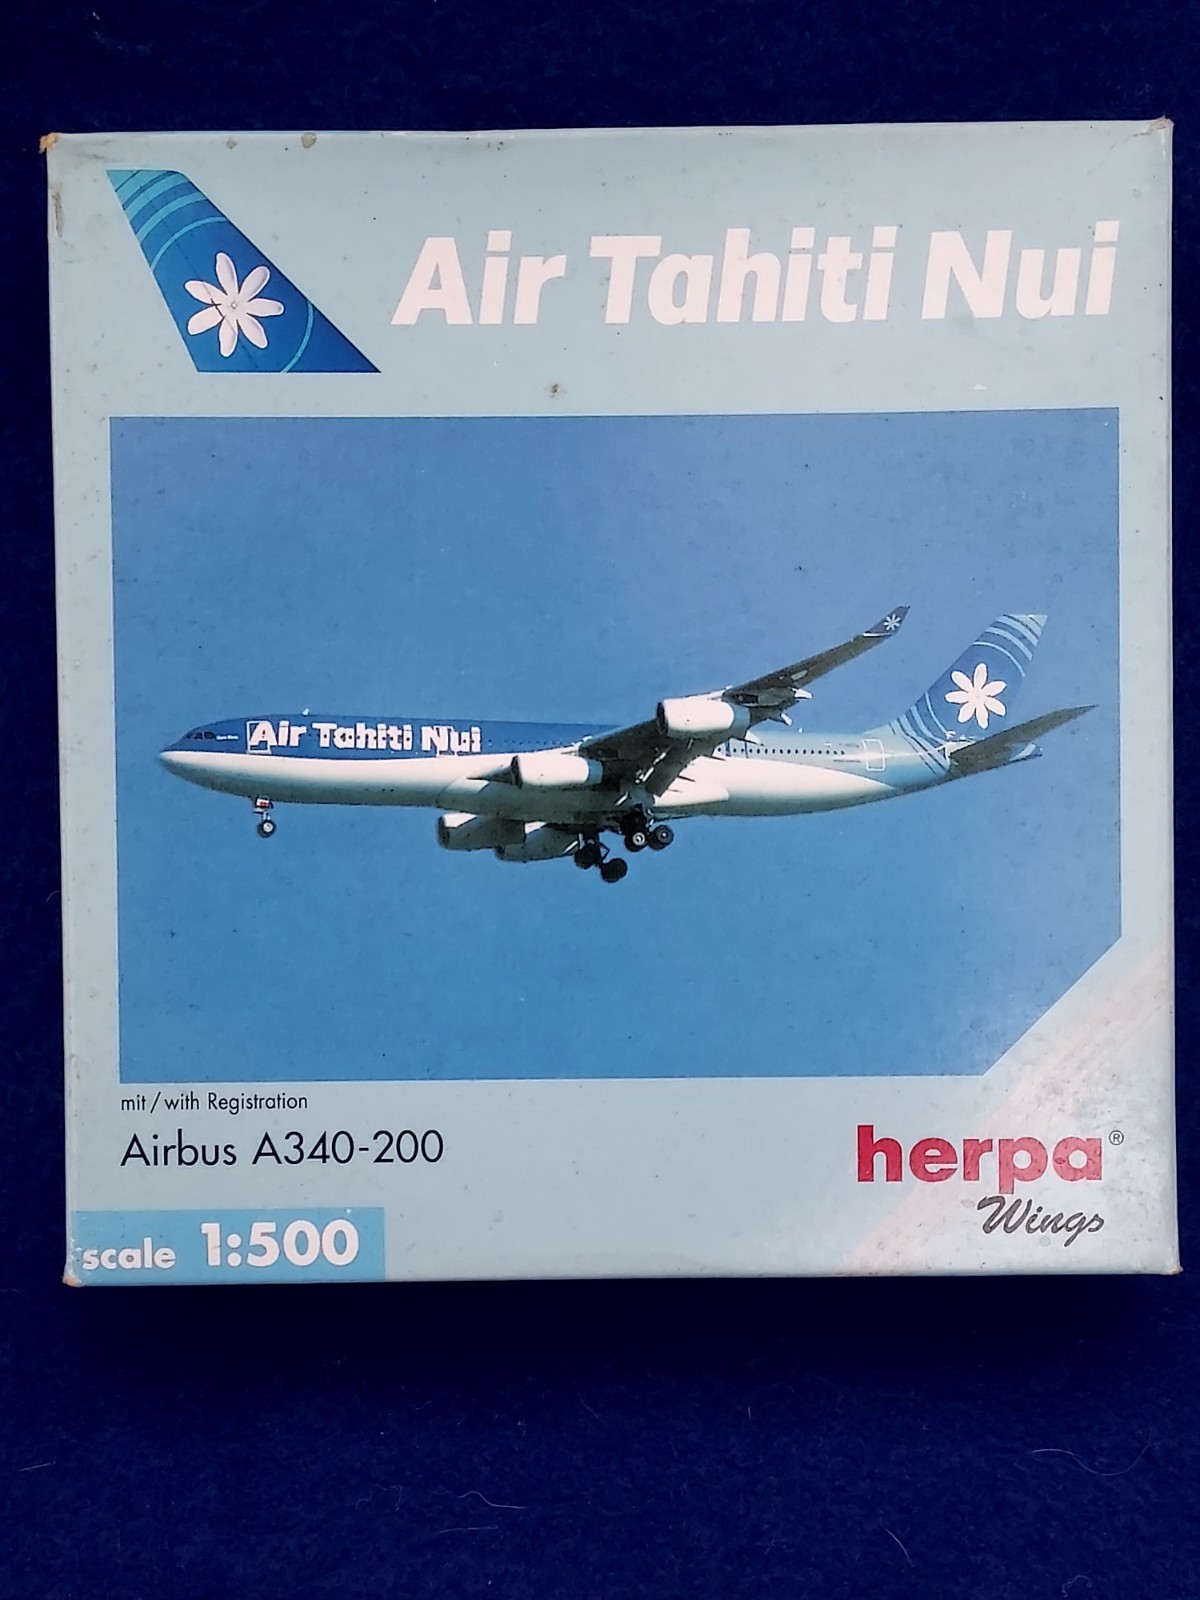 Air Tahiti Nui
Air Tahiti Nui
mit / with Registration
Airbus A340-200
herpa®
Wings
scale 1:500